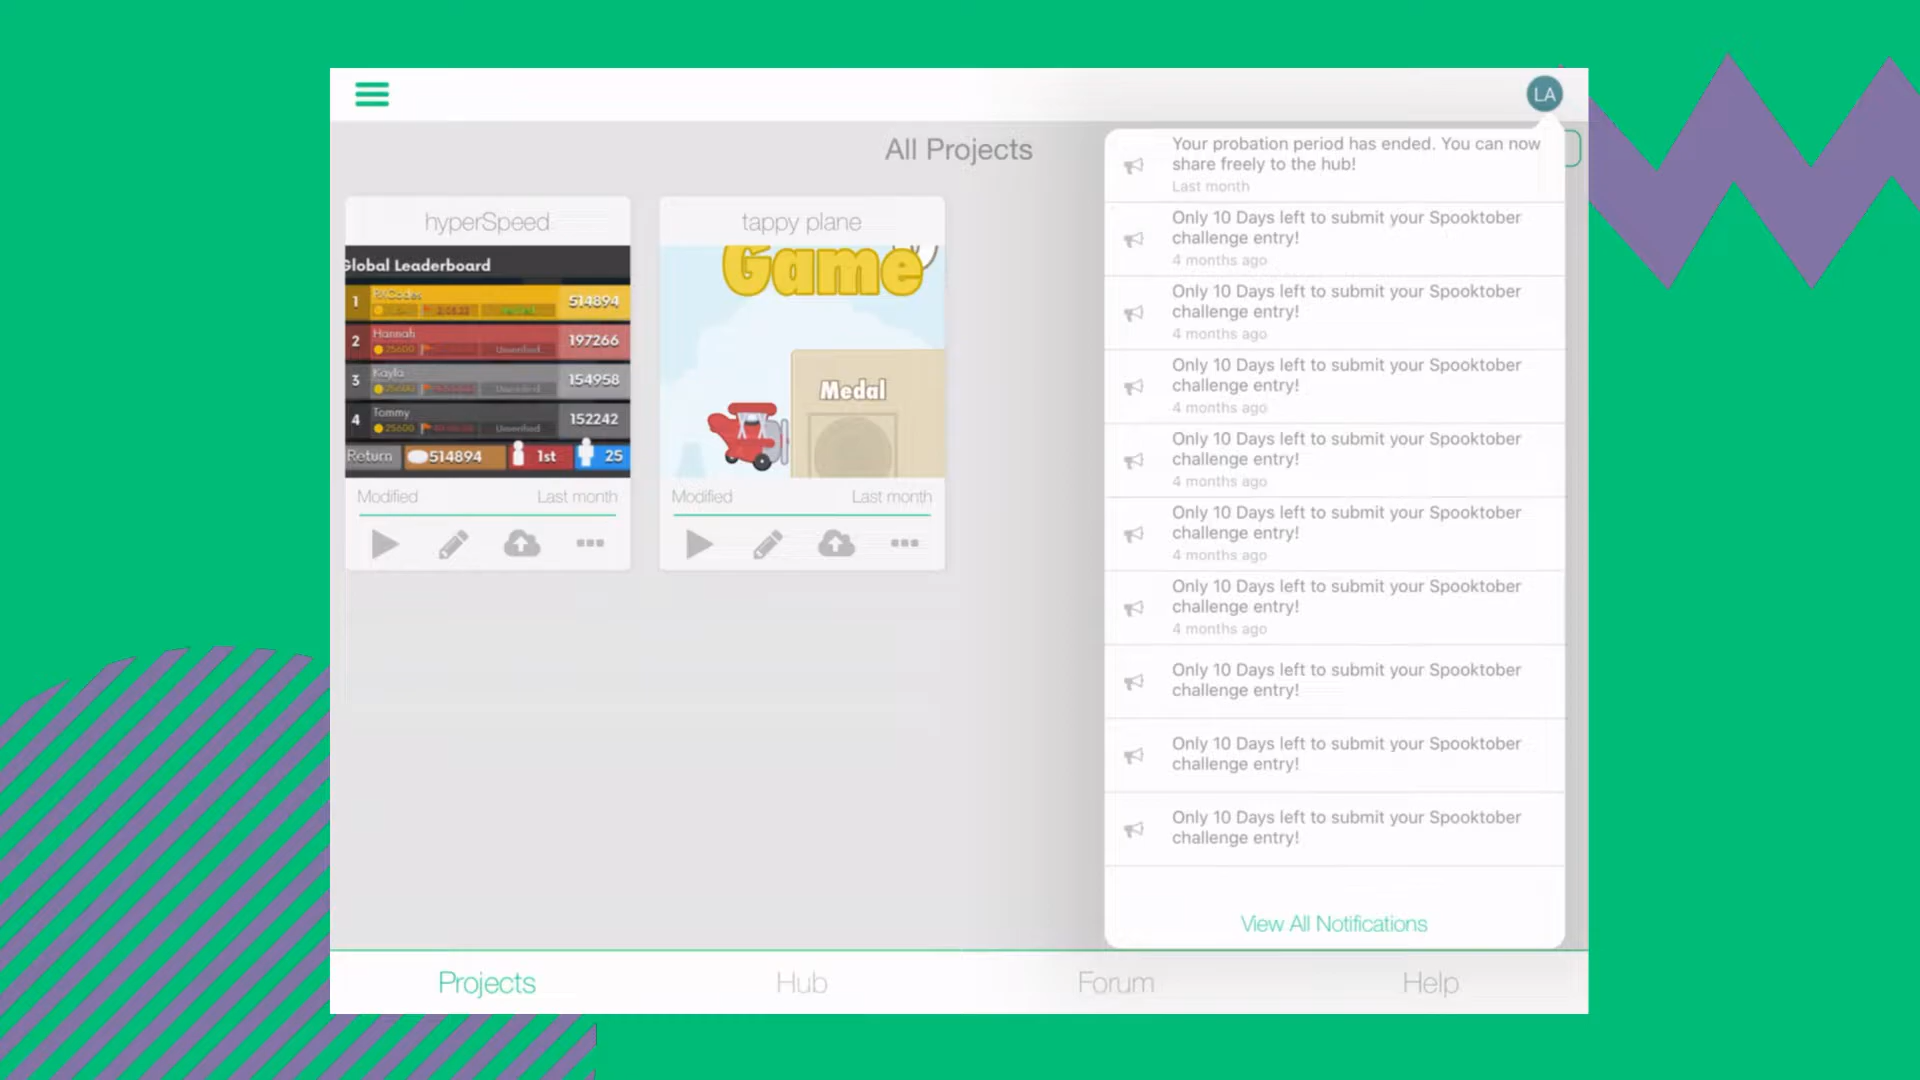 LA
All Projects
hyperSpeed
Global Leaderboard
1 PXCodes 514894
2 Hannah 197266
25600 Unverified
3 Kayla 154958
Unverified
4 Tommy 152242
25600 Unverified
Return 514894 1st 25
Modified Last month
tappy plane
Game
Medal
Modified Last month
Your probation period has ended. You can now
share freely to the hub!
Last month
Only 10 Days left to submit your Spooktober
challenge entry!
4 months ago
Only 10 Days left to submit your Spooktober
challenge entry!
4 months ago
Only 10 Days left to submit your Spooktober
challenge entry!
4 months ago
Only 10 Days left to submit your Spooktober
challenge entry!
4 months ago
Only 10 Days left to submit your Spooktober
challenge entry!
4 months ago
Only 10 Days left to submit your Spooktober
challenge entry!
4 months ago
Only 10 Days left to submit your Spooktober
challenge entry!
Only 10 Days left to submit your Spooktober
challenge entry!
Only 10 Days left to submit your Spooktober
challenge entry!
View All Notifications
Projects
Hub
Forum
Help